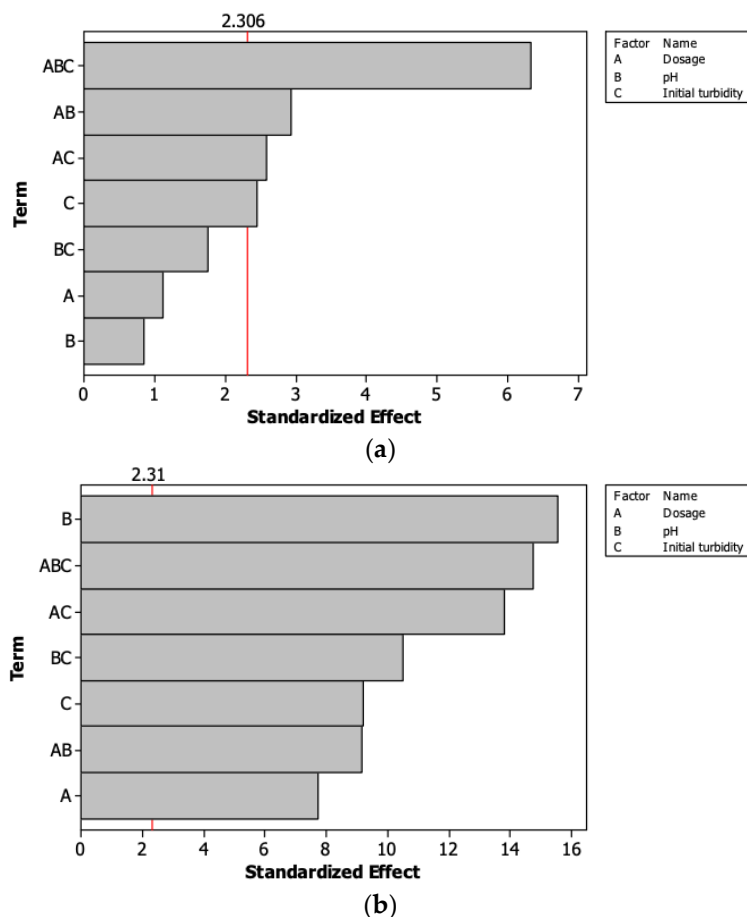 2.306
Factor Name
A Dosage
B pH
C Initial turbidity
ABC
AB
AC
C
BC
A
B
Term
0 1 2 3 4 5 6 7
Standardized Effect
(a)
2.31
Factor Name
A Dosage
B pH
C Initial turbidity
B
ABC
AC
BC
C
AB
A
Term
0 2 4 6 8 10 12 14 16
Standardized Effect
(b)